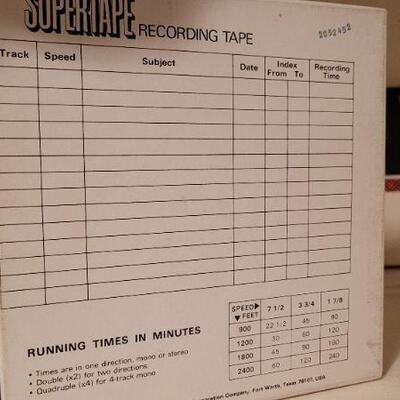 SUPERTAPE RECORDING TAPE
2052452
Track Speed Subject Date Index From To Recording Time
SPEED▶ ▼FEET 7 1/2 3 3/4 1 7/8
900 22 1/2 45 90
1200 30 60 120
1800 45 90 180
2400 60 120 240
RUNNING TIMES IN MINUTES
• Times are in one direction, mono or stereo
• Double (x2) for two directions
• Quadruple (x4) for 4-track mono
Company, Fort Worth, Texas 76107, USA